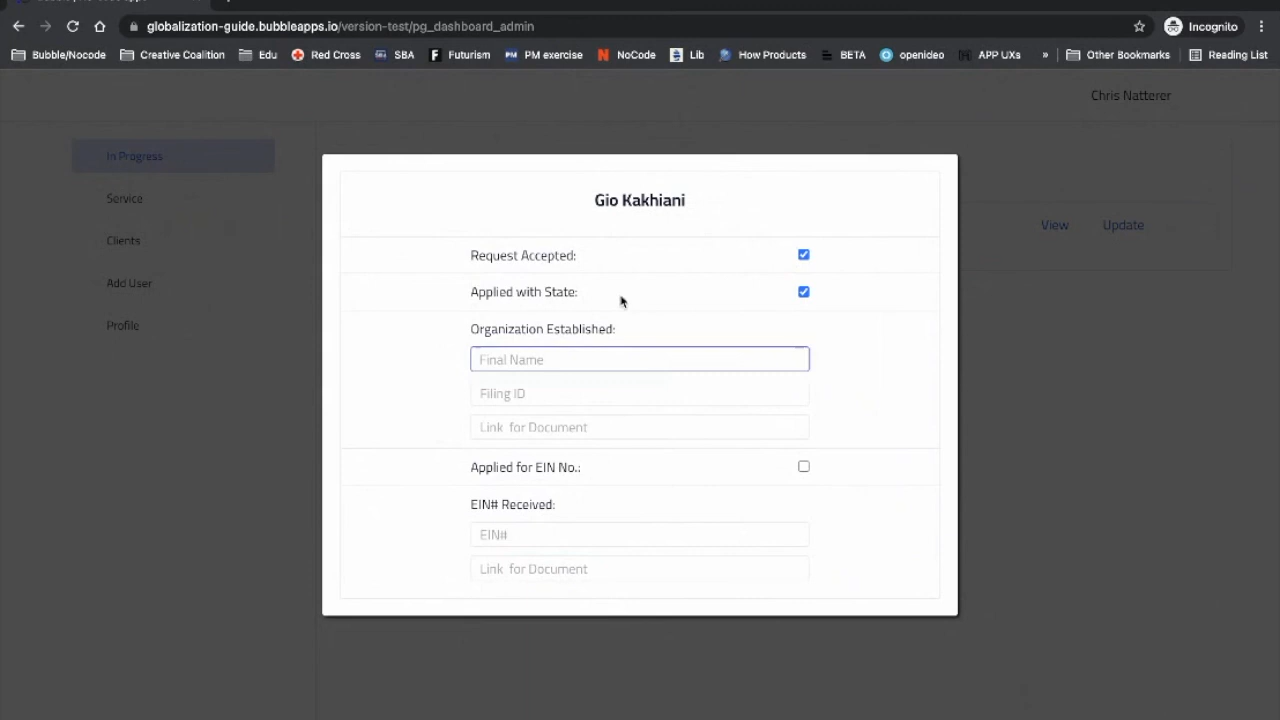 globalization-guide.bubbleapps.io/version-test/pg_dashboard_admin
Incognito
Bubble/Nocode Creative Coalition Edu Red Cross SBA Futurism PM exercise NoCode Lib How Products BETA openideo APP UXs » Other Bookmarks Reading List
Chris Natterer
In Progress
Service
Clients
Add User
Profile
View Update
Gio Kakhiani
Request Accepted:
Applied with State:
Organization Established:
Final Name
Filing ID
Link for Document
Applied for EIN No.:
EIN# Received:
EIN#
Link for Document